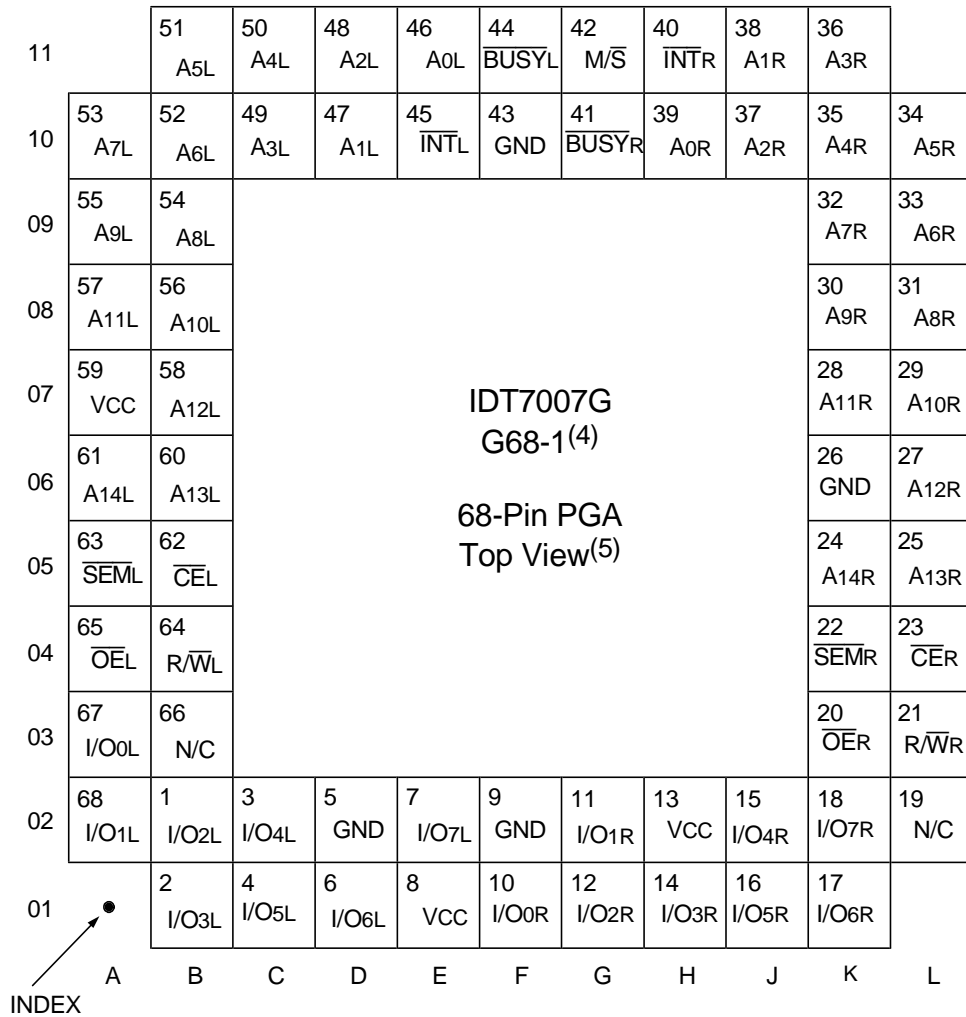 51 50 48 46 44 42 40 38 36
11 A5L A4L A2L A0L BUSYL M/S INTR A1R A3R
53 52 49 47 45 43 41 39 37 35 34
10 A7L A6L A3L A1L INTL GND BUSYR A0R A2R A4R A5R
55 54 32 33
09 A9L A8L A7R A6R
57 56 30 31
08 A11L A10L A9R A8R
59 58 28 29
07 VCC A12L A11R A10R
IDT7007G
G68-1(4)
61 60 26 27
06 A14L A13L GND A12R
68-Pin PGA
Top View(5)
63 62 24 25
05 SEML CEL A14R A13R
65 64 22 23
04 OEL R/WL SEMR CER
67 66 20 21
03 I/O0L N/C OER R/WR
68 1 3 5 7 9 11 13 15 18 19
02 I/O1L I/O2L I/O4L GND I/O7L GND I/O1R VCC I/O4R I/O7R N/C
2 4 6 8 10 12 14 16 17
01 I/O3L I/O5L I/O6L VCC I/O0R I/O2R I/O3R I/O5R I/O6R
A B C D E F G H J K L
INDEX